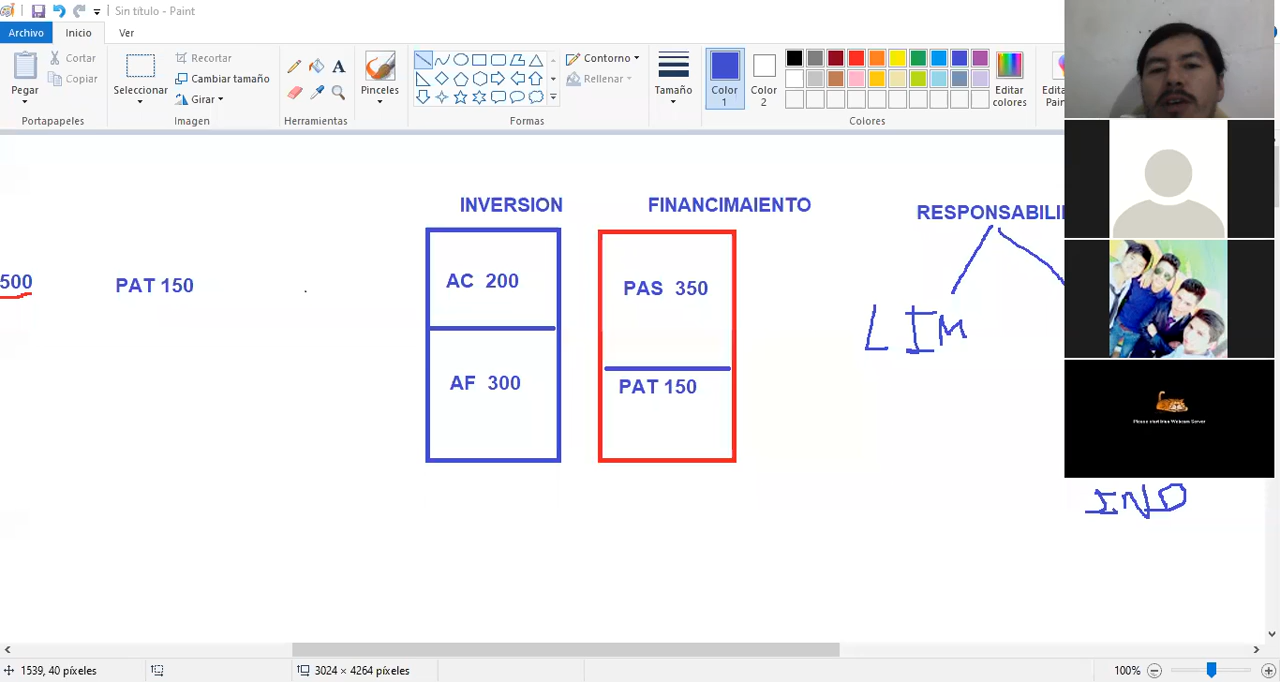 Sin título - Paint
Archivo
Inicio
Ver
Pegar
Cortar
Copiar
Portapapeles
Seleccionar
Recortar
Cambiar tamaño
Girar
Imagen
Herramientas
Pinceles
Contorno
Rellenar
Formas
Tamaño
Color
1
Color
2
Editar
colores
Colores
INVERSION
FINANCIMAIENTO
500
PAT 150
AC 200
AF 300
PAS 350
PAT 150
LIM
IND
1539, 40 píxeles
3024 × 4264 píxeles
100%